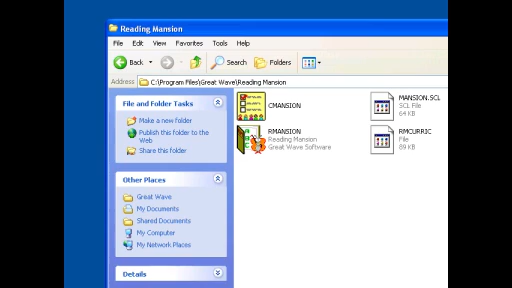 Reading Mansion
File Edit View Favorites Tools Help
Back Search Folders
Address C:\Program Files\Great Wave\Reading Mansion
File and Folder Tasks
Make a new folder
Publish this folder to the
Web
Share this folder
Other Places
Great Wave
My Documents
Shared Documents
My Computer
My Network Places
Details
CMANSION
MANSION.SCL
SCL File
64 KB
RMANSION
Reading Mansion
Great Wave Software
RMCURRIC
File
89 KB